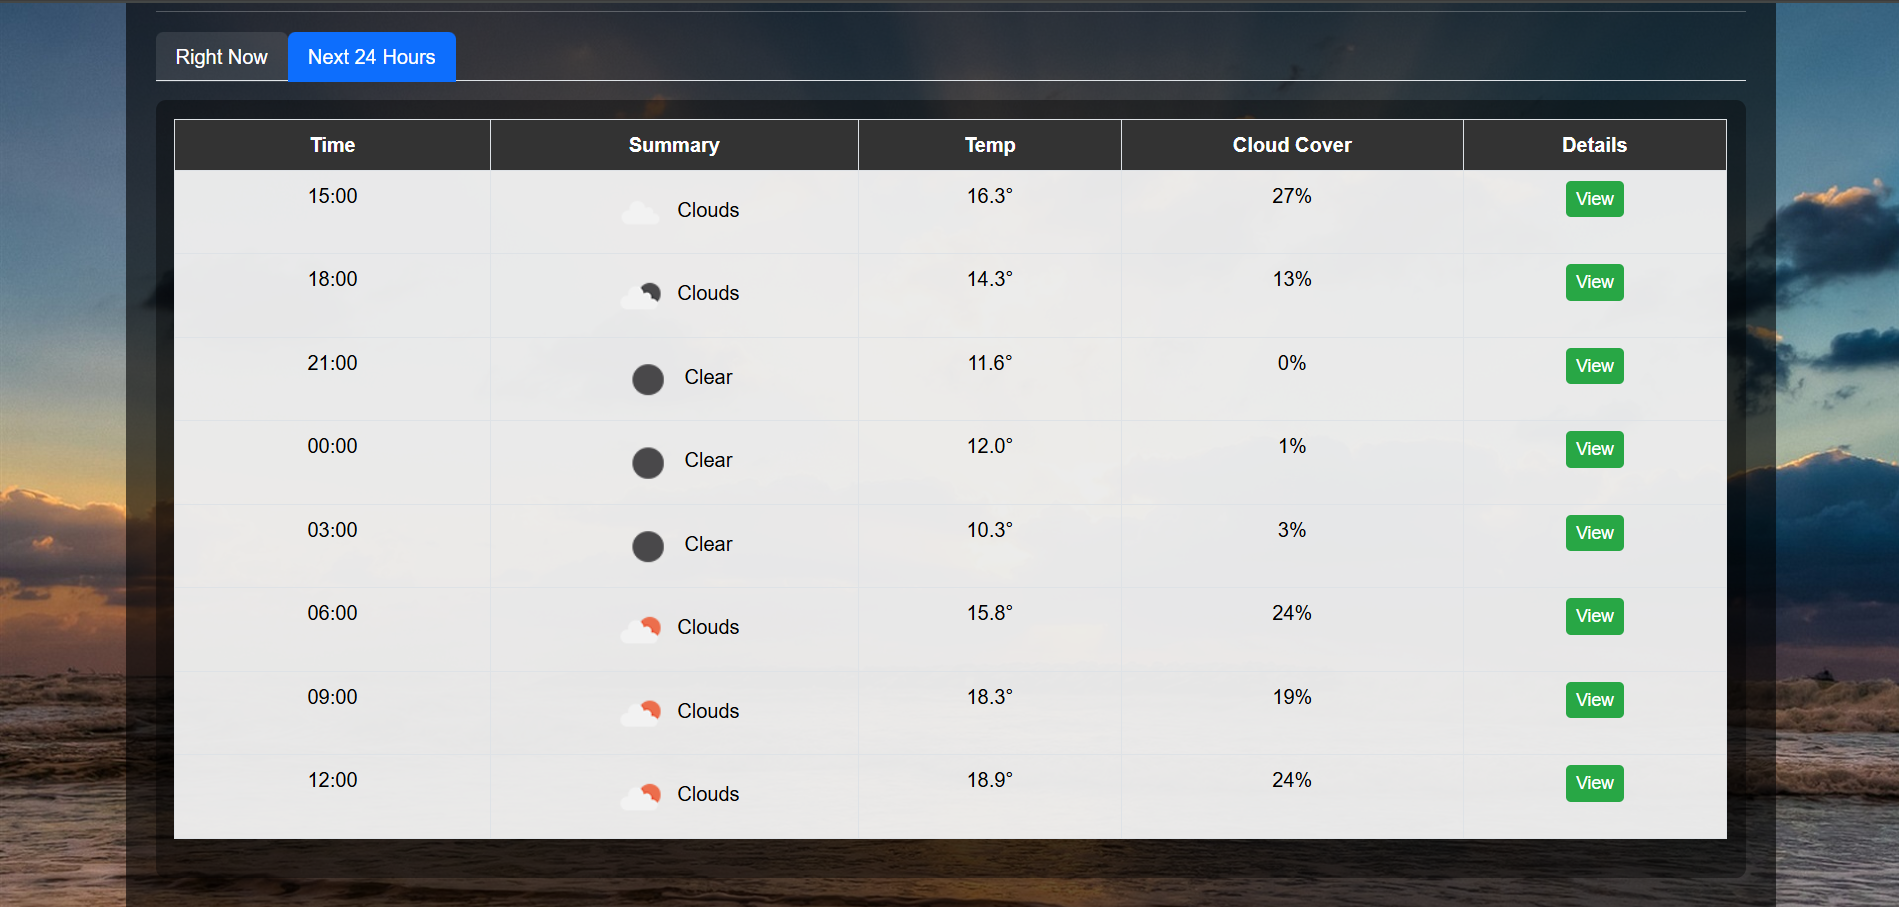 Right Now Next 24 Hours
Time Summary Temp Cloud Cover Details
15:00 Clouds 16.3° 27% View
18:00 Clouds 14.3° 13% View
21:00 Clear 11.6° 0% View
00:00 Clear 12.0° 1% View
03:00 Clear 10.3° 3% View
06:00 Clouds 15.8° 24% View
09:00 Clouds 18.3° 19% View
12:00 Clouds 18.9° 24% View